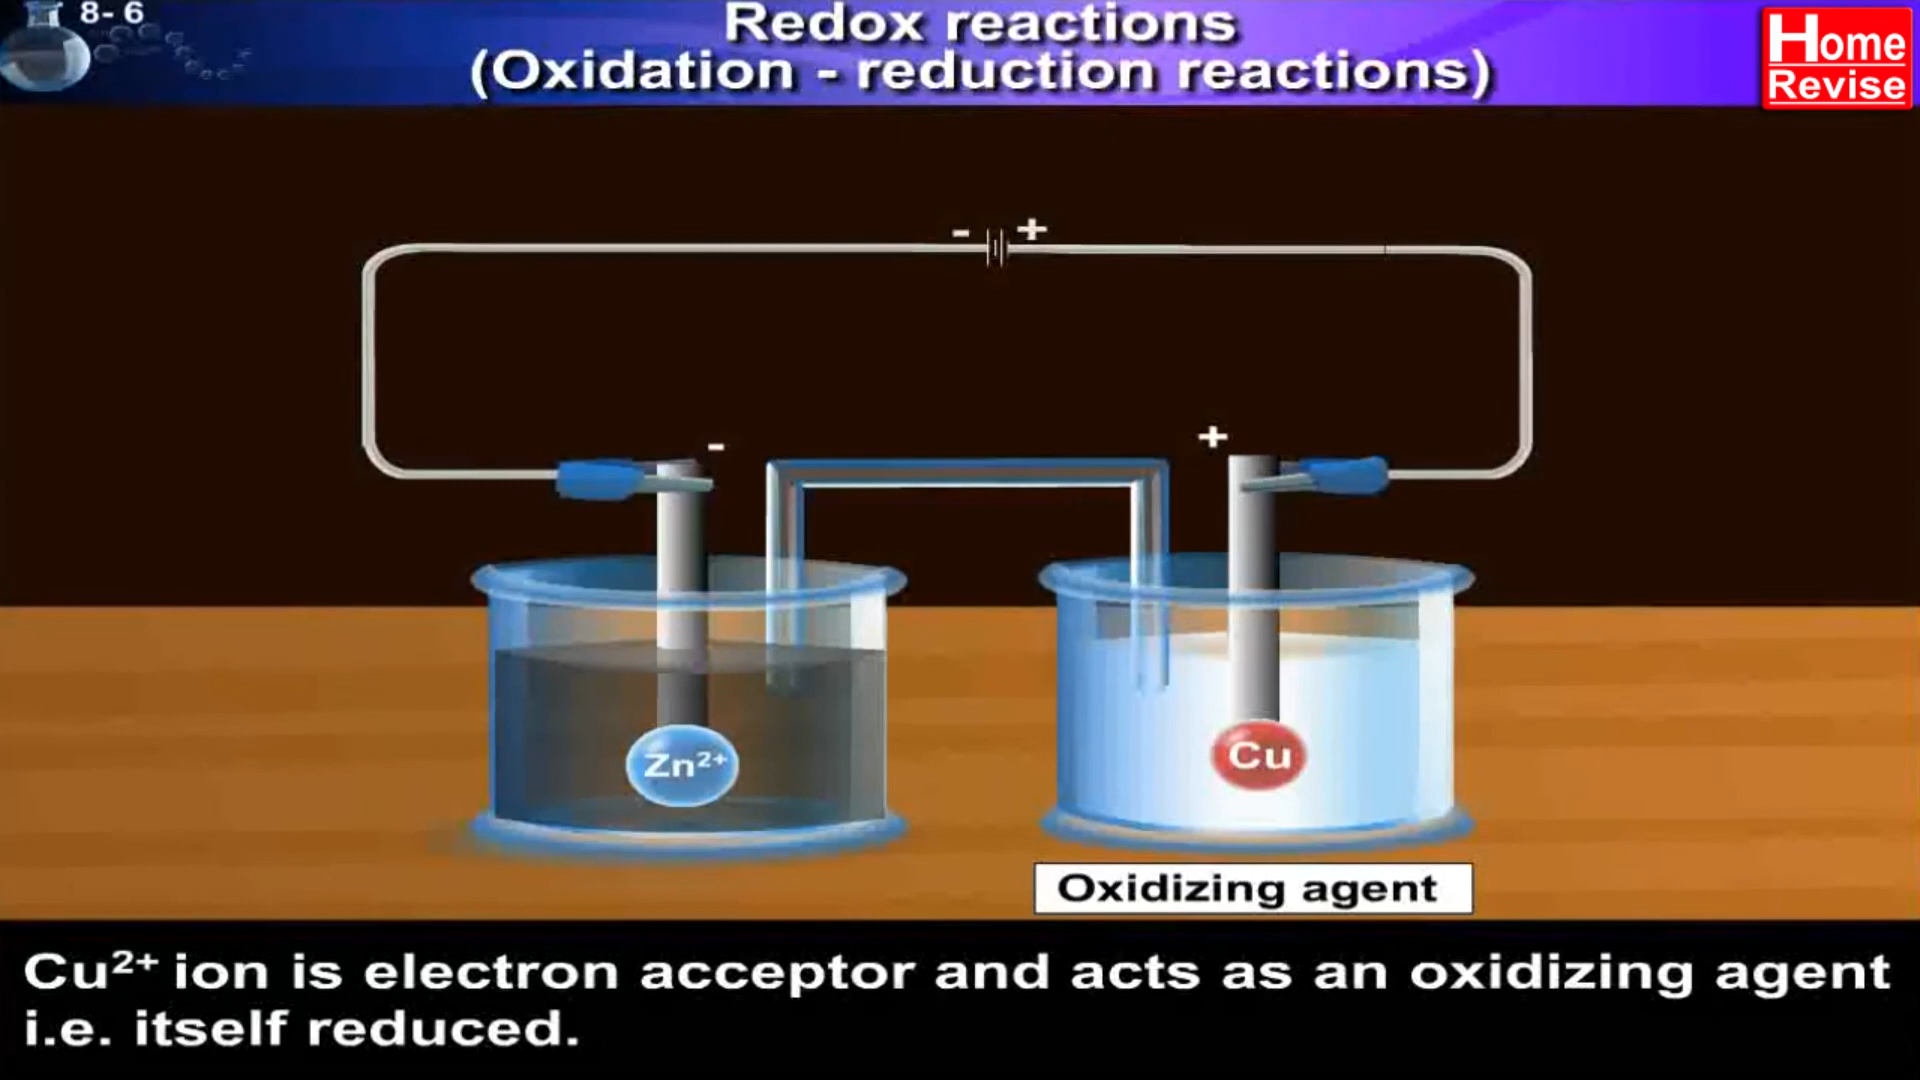 8- 6
Redox reactions
(Oxidation - reduction reactions)
Home
Revise
- +
-
+
Zn²⁺
Cu
Oxidizing agent
Cu²⁺ ion is electron acceptor and acts as an oxidizing agent
i.e. itself reduced.